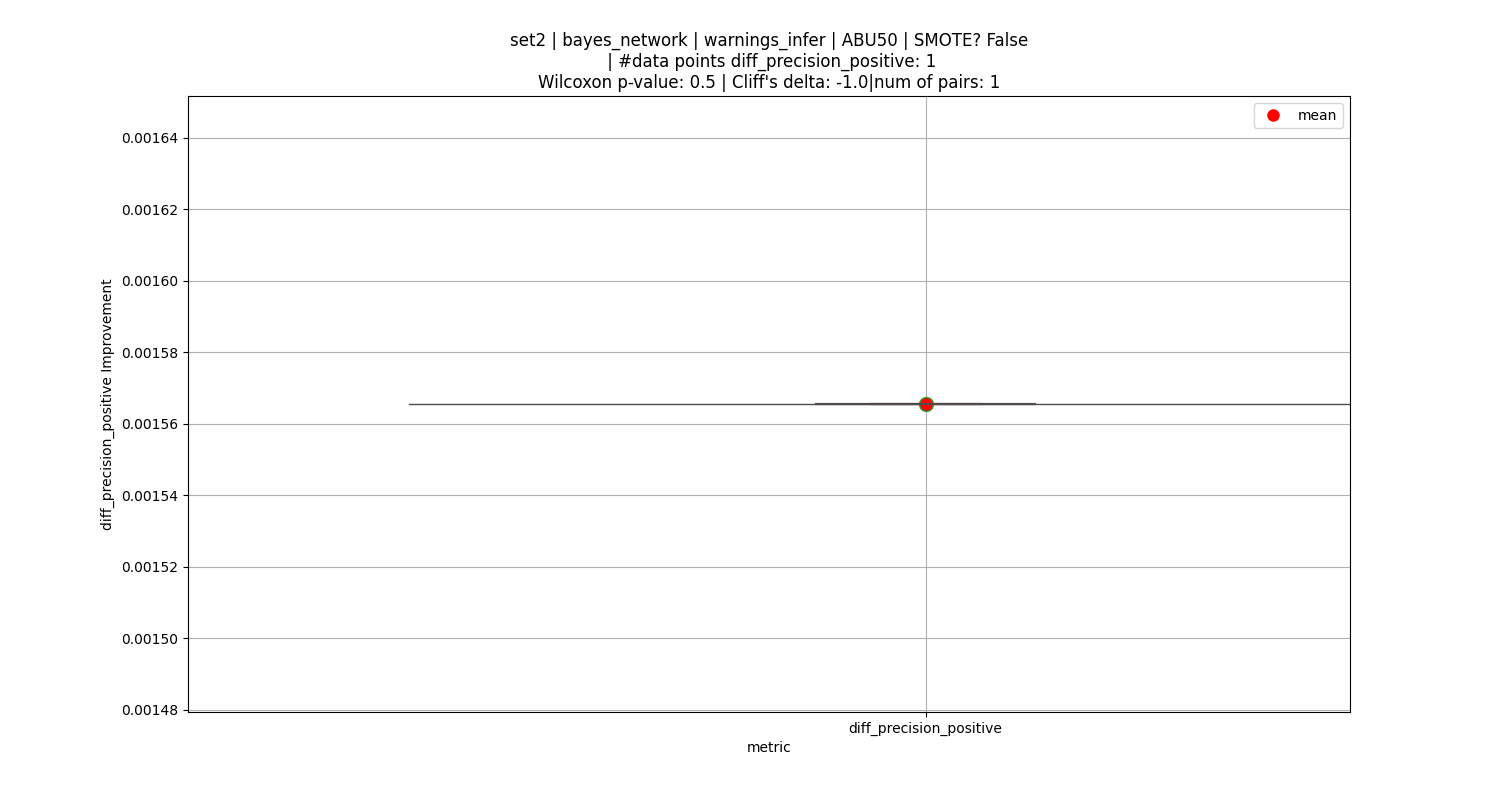 set2 | bayes_network | warnings_infer | ABU50 | SMOTE? False
| #data points diff_precision_positive: 1
Wilcoxon p-value: 0.5 | Cliff's delta: -1.0|num of pairs: 1
mean
0.00164
0.00162
0.00160
0.00158
0.00156
0.00154
0.00152
0.00150
0.00148
diff_precision_positive Improvement
diff_precision_positive
metric